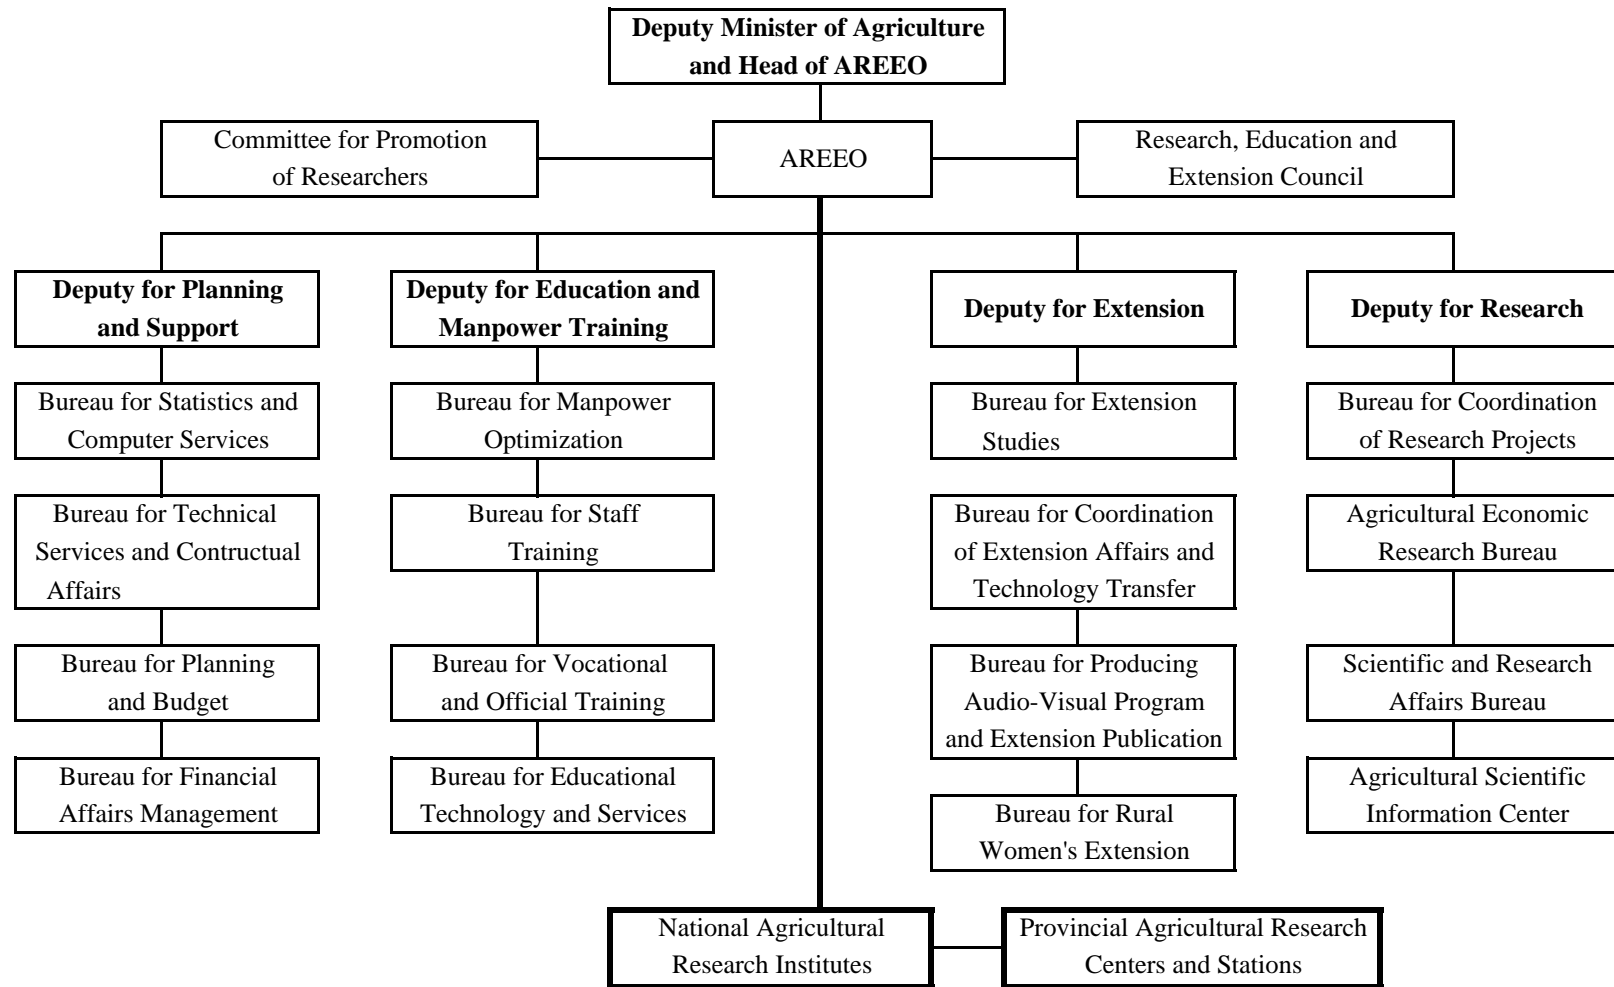 Deputy Minister of Agriculture
and Head of AREEO
Committee for Promotion
of Researchers
AREEO
Research, Education and
Extension Council
Deputy for Planning
and Support
Deputy for Education and
Manpower Training
Deputy for Extension
Deputy for Research
Bureau for Statistics and
Computer Services
Bureau for Manpower
Optimization
Bureau for Extension
Studies
Bureau for Coordination
of Research Projects
Bureau for Technical
Services and Contructual
Affairs
Bureau for Staff
Training
Bureau for Coordination
of Extension Affairs and
Technology Transfer
Agricultural Economic
Research Bureau
Bureau for Planning
and Budget
Bureau for Vocational
and Official Training
Bureau for Producing
Audio-Visual Program
and Extension Publication
Scientific and Research
Affairs Bureau
Bureau for Financial
Affairs Management
Bureau for Educational
Technology and Services
Bureau for Rural
Women's Extension
Agricultural Scientific
Information Center
National Agricultural
Research Institutes
Provincial Agricultural Research
Centers and Stations